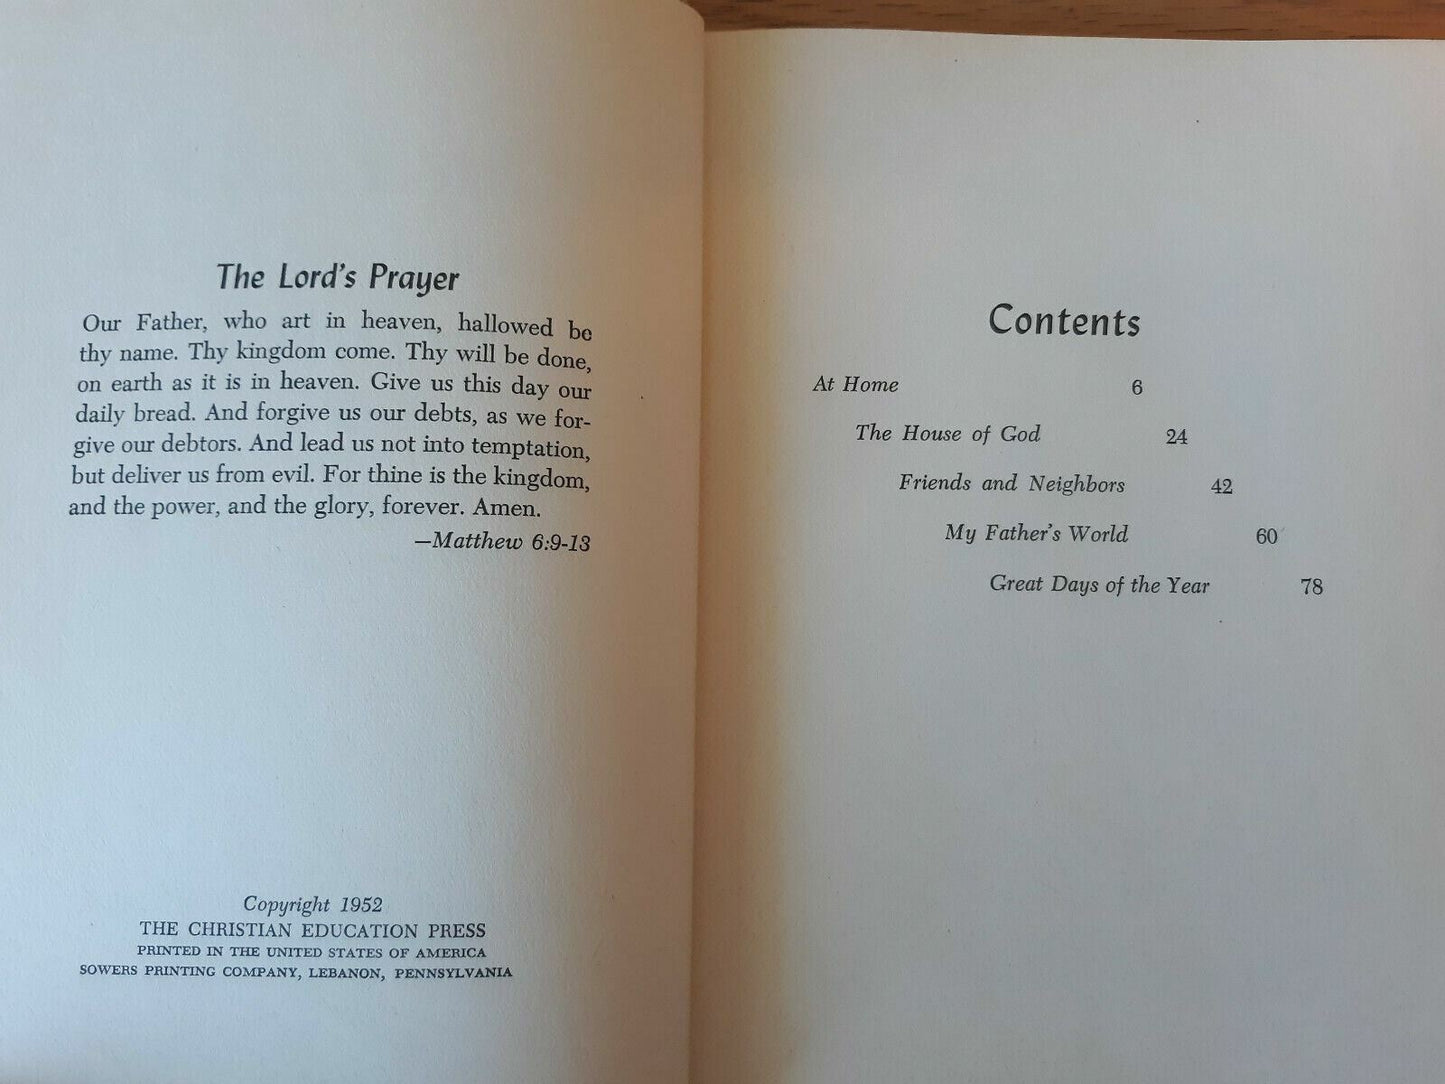 The Lord's Prayer
Our Father, who art in heaven, hallowed be
thy name. Thy kingdom come. Thy will be done,
on earth as it is in heaven. Give us this day our
daily bread. And forgive us our debts, as we for-
give our debtors. And lead us not into temptation,
but deliver us from evil. For thine is the kingdom,
and the power, and the glory, forever. Amen.
—Matthew 6:9-13
Copyright 1952
THE CHRISTIAN EDUCATION PRESS
PRINTED IN THE UNITED STATES OF AMERICA
SOWERS PRINTING COMPANY, LEBANON, PENNSYLVANIA
Contents
At Home 6
The House of God 24
Friends and Neighbors 42
My Father's World 60
Great Days of the Year 78